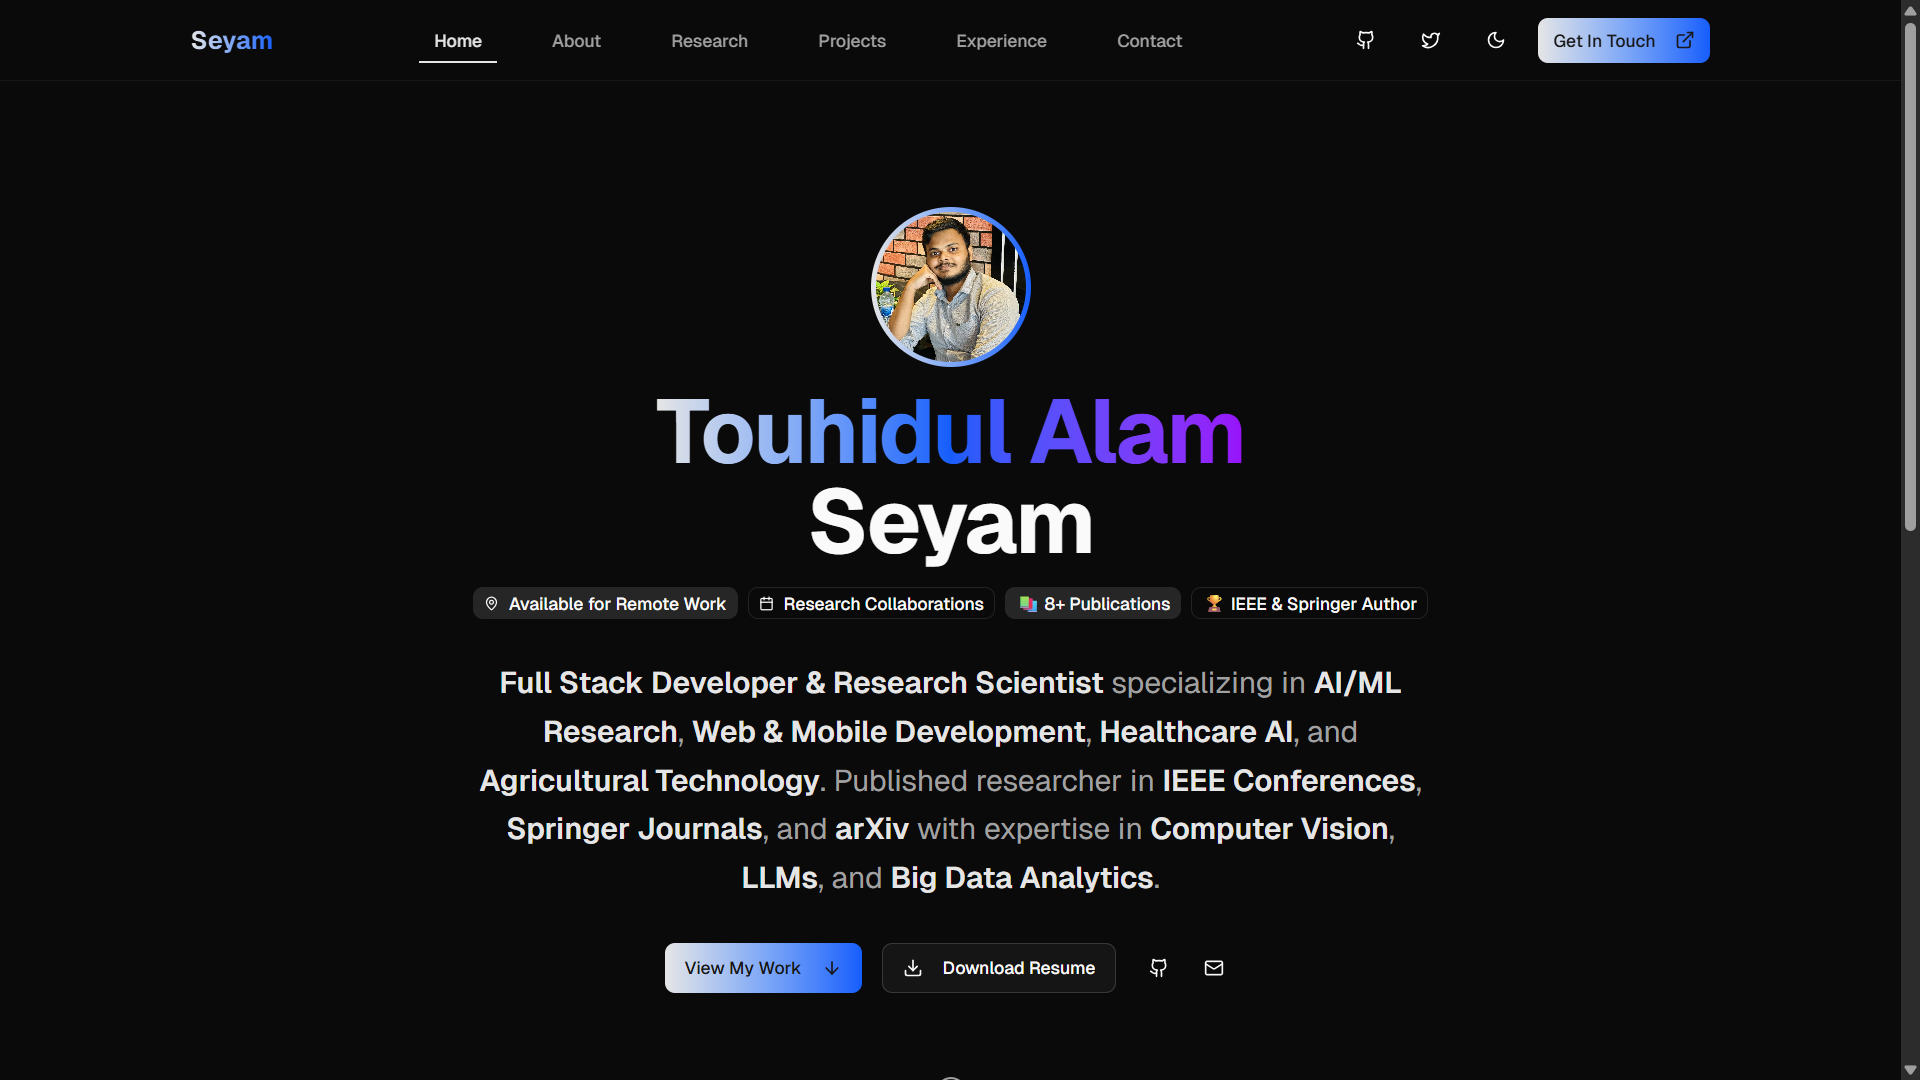 Seyam
Home
About
Research
Projects
Experience
Contact
Get In Touch
Touhidul Alam
Seyam
Available for Remote Work
Research Collaborations
8+ Publications
IEEE & Springer Author
Full Stack Developer & Research Scientist specializing in AI/ML
Research, Web & Mobile Development, Healthcare AI, and
Agricultural Technology. Published researcher in IEEE Conferences,
Springer Journals, and arXiv with expertise in Computer Vision,
LLMs, and Big Data Analytics.
View My Work
Download Resume